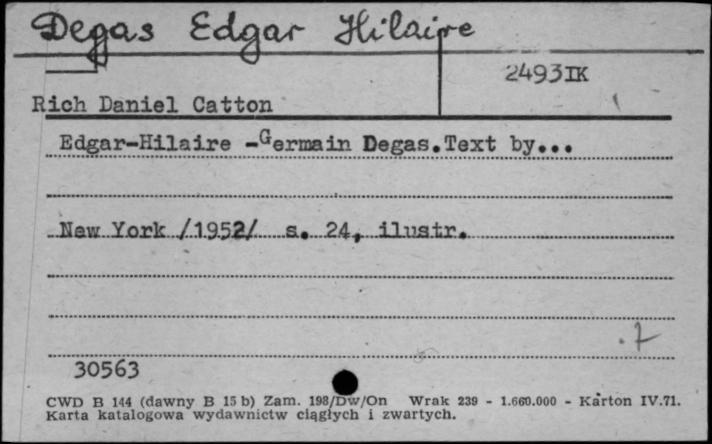 Degas Edgar Hilaire
2493IK
Rich Daniel Catton
Edgar-Hilaire -Germain Degas.Text by...
New York /1952/ s. 24, ilustr.
30563
CWD B 144 (dawny B 15 b) Zam. 198/Dw/On Wrak 239 - 1.660.000 - Karton IV.71.
Karta katalogowa wydawnictw ciągłych i zwartych.